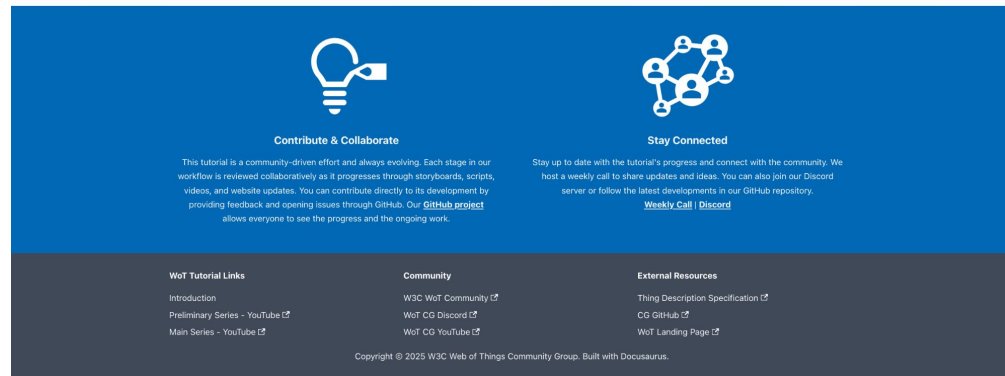 Contribute & Collaborate
This tutorial is a community-driven effort and always evolving. Each stage in our
workflow is reviewed collaboratively as it progresses through storyboards, scripts,
videos, and website updates. You can contribute directly to its development by
providing feedback and opening issues through GitHub. Our GitHub project
allows everyone to see the progress and the ongoing work.
Stay Connected
Stay up to date with the tutorial's progress and connect with the community. We
host a weekly call to share updates and ideas. You can also join our Discord
server or follow the latest developments in our GitHub repository.
Weekly Call | Discord
WoT Tutorial Links
Introduction
Preliminary Series - YouTube
Main Series - YouTube
Community
W3C WoT Community
WoT CG Discord
WoT CG YouTube
External Resources
Thing Description Specification
CG GitHub
WoT Landing Page
Copyright © 2025 W3C Web of Things Community Group. Built with Docusaurus.